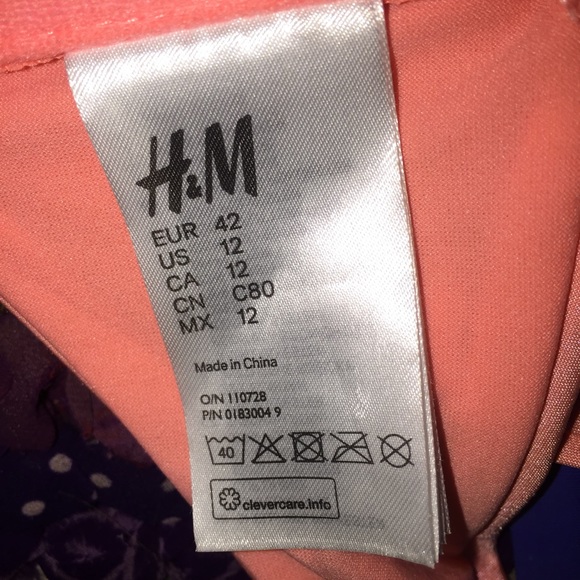 H&M
EUR 42
US 12
CA 12
CN C80
MX 12
Made in China
O/N 110728
P/N 0183004 9
40
clevercare.info